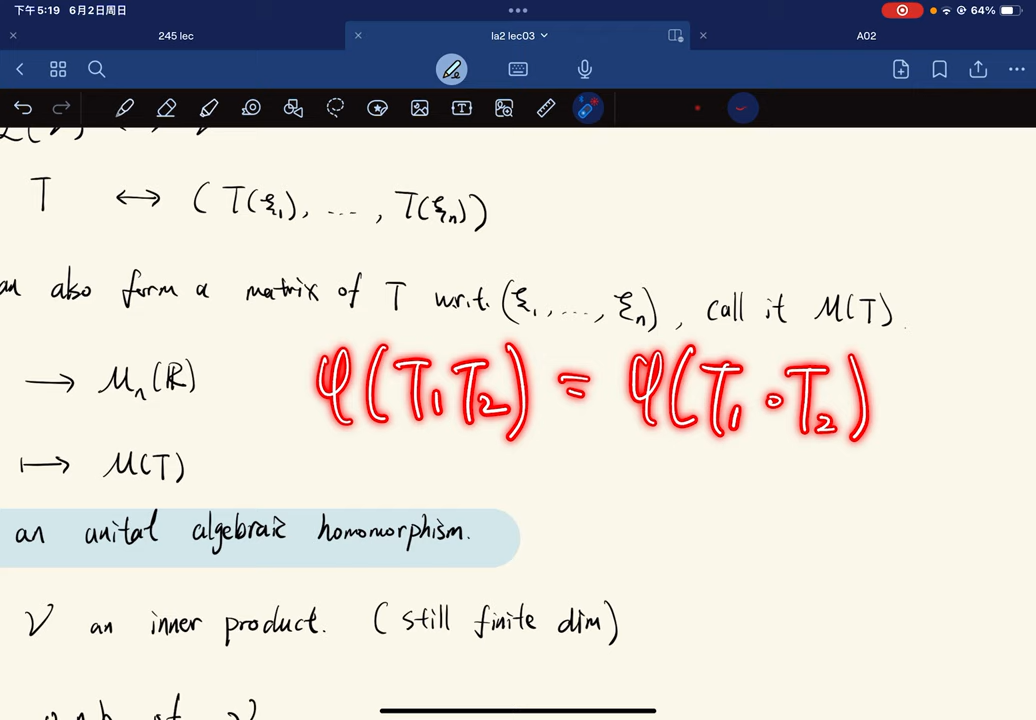 下午5:19 6月2日周日
64%
245 lec
la2 lec03
A02
T ↔ (T(ξ₁), ..., T(ξₙ))
also form a matrix of T w.r.t. (ξ₁, ..., ξₙ), call it M(T).
→ Mₙ(ℝ)
φ(T₁T₂) = φ(T₁∘T₂)
↦ M(T)
an unital algebraic homomorphism.
V an inner product. (still finite dim)